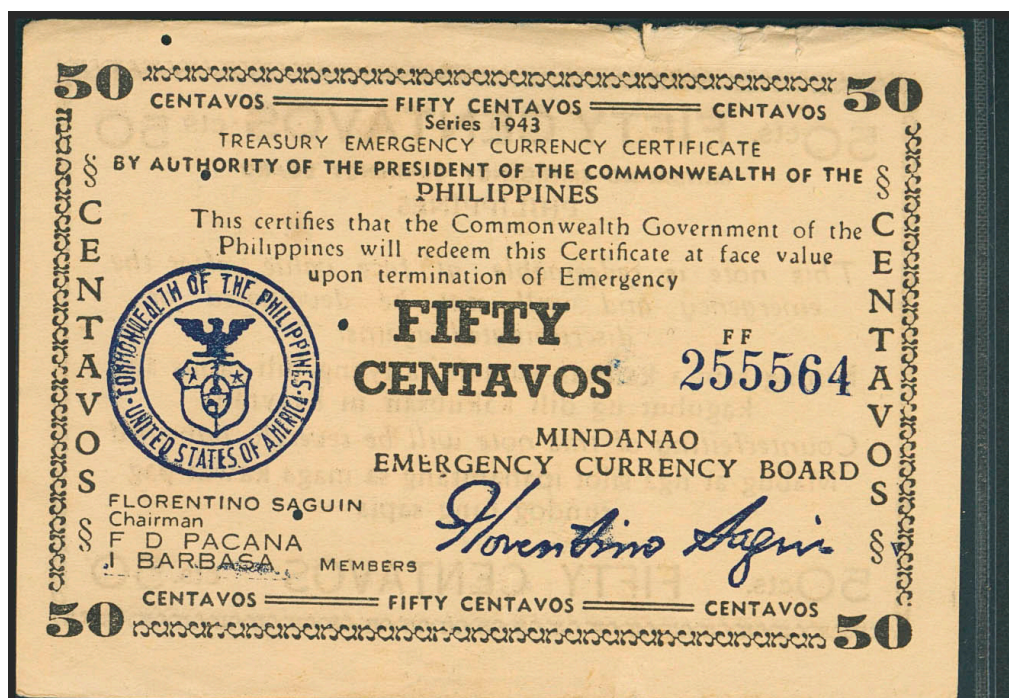 50 50
CENTAVOS FIFTY CENTAVOS CENTAVOS
Series 1943
TREASURY EMERGENCY CURRENCY CERTIFICATE
BY AUTHORITY OF THE PRESIDENT OF THE COMMONWEALTH OF THE
PHILIPPINES
This certifies that the Commonwealth Government of the
Philippines will redeem this Certificate at face value
upon termination of Emergency
§ CENTAVOS §
COMMONWEALTH OF THE PHILIPPINES
UNITED STATES OF AMERICA
FIFTY
CENTAVOS
FF
255564
§ CENTAVOS §
MINDANAO
EMERGENCY CURRENCY BOARD
FLORENTINO SAGUIN
Chairman
F D PACANA
J BARBASA, MEMBERS
Florentino Saguin
CENTAVOS FIFTY CENTAVOS CENTAVOS
50 50